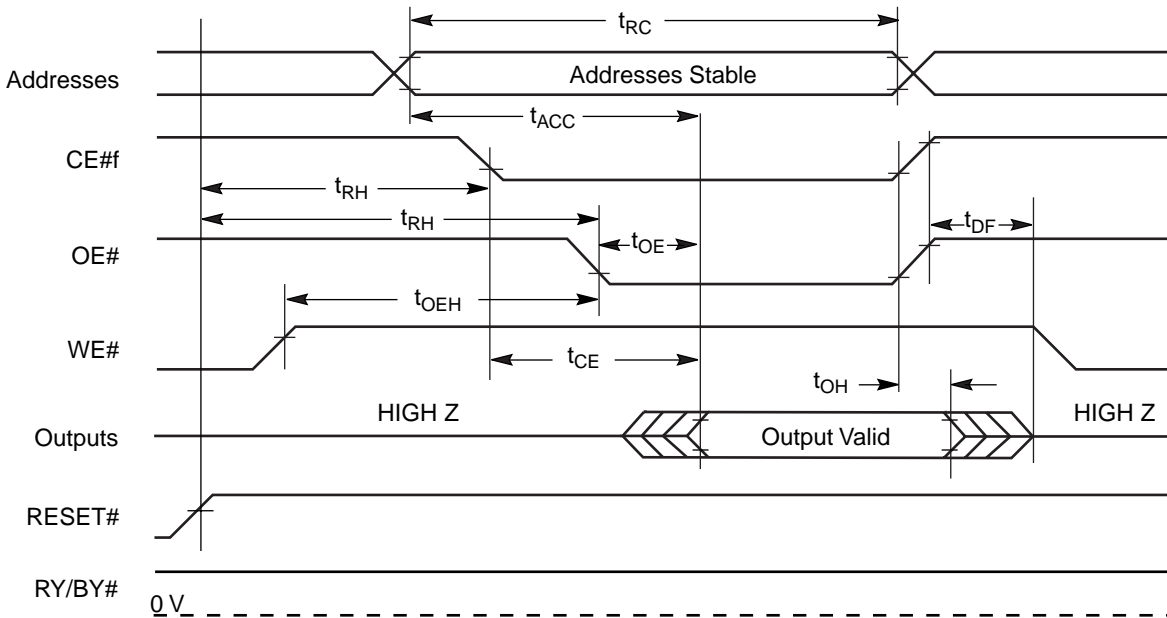 tRC
Addresses
Addresses Stable
tACC
CE#f
tRH
tRH
OE#
tOE
tDF
tOEH
WE#
tCE
tOH
HIGH Z
HIGH Z
Outputs
Output Valid
RESET#
RY/BY#
0 V